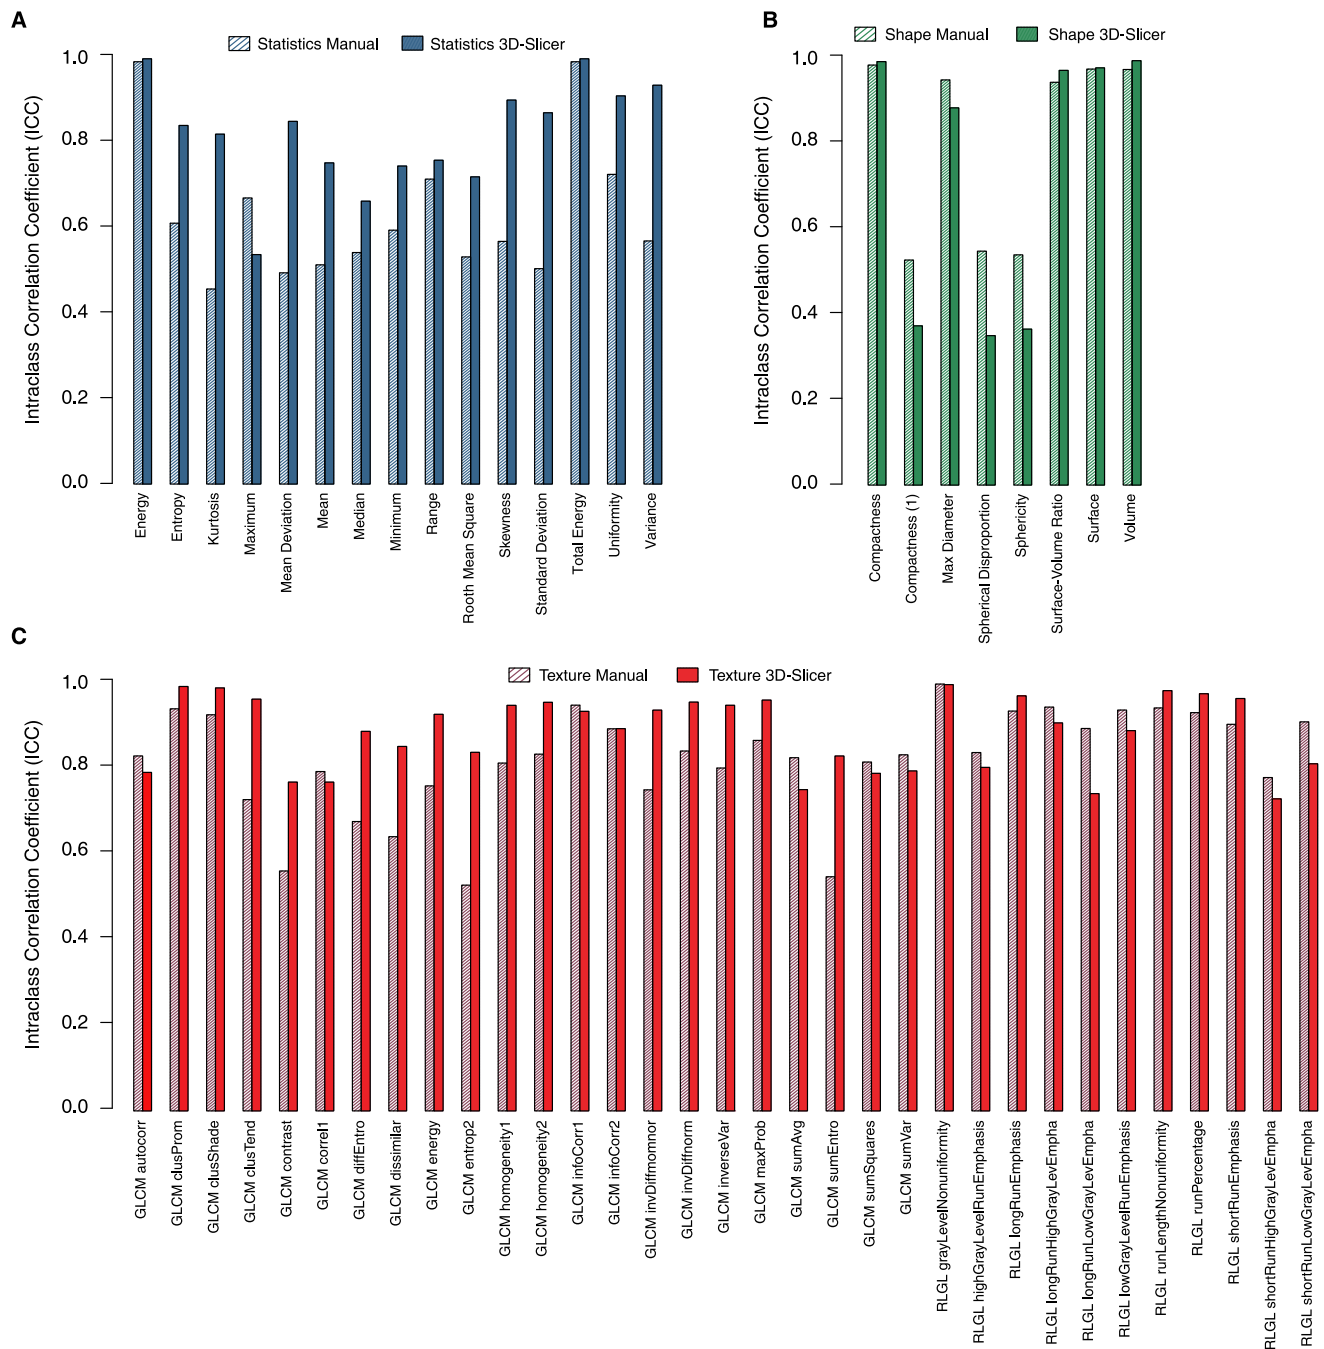 A
Statistics Manual
Statistics 3D-Slicer
Intraclass Correlation Coefficient (ICC)
1.0
0.8
0.6
0.4
0.2
0.0
Energy
Entropy
Kurtosis
Maximum
Mean Deviation
Mean
Median
Minimum
Range
Rooth Mean Square
Skewness
Standard Deviation
Total Energy
Uniformity
Variance
B
Shape Manual
Shape 3D-Slicer
Intraclass Correlation Coefficient (ICC)
1.0
0.8
0.6
0.4
0.2
0.0
Compactness
Compactness (1)
Max Diameter
Spherical Disproportion
Sphericity
Surface-Volume Ratio
Surface
Volume
C
Texture Manual
Texture 3D-Slicer
Intraclass Correlation Coefficient (ICC)
1.0
0.8
0.6
0.4
0.2
0.0
GLCM autocorr
GLCM clusProm
GLCM clusShade
GLCM clusTend
GLCM contrast
GLCM correl1
GLCM diffEntro
GLCM dissimilar
GLCM energy
GLCM entrop2
GLCM homogeneity1
GLCM homogeneity2
GLCM infoCorr1
GLCM infoCorr2
GLCM invDiffmomnor
GLCM invDiffnorm
GLCM inverseVar
GLCM maxProb
GLCM sumAvg
GLCM sumEntro
GLCM sumSquares
GLCM sumVar
RLGL grayLevelNonuniformity
RLGL highGrayLevelRunEmphasis
RLGL longRunEmphasis
RLGL longRunHighGrayLevEmpha
RLGL longRunLowGrayLevEmpha
RLGL lowGrayLevelRunEmphasis
RLGL runLengthNonuniformity
RLGL runPercentage
RLGL shortRunEmphasis
RLGL shortRunHighGrayLevEmpha
RLGL shortRunLowGrayLevEmpha